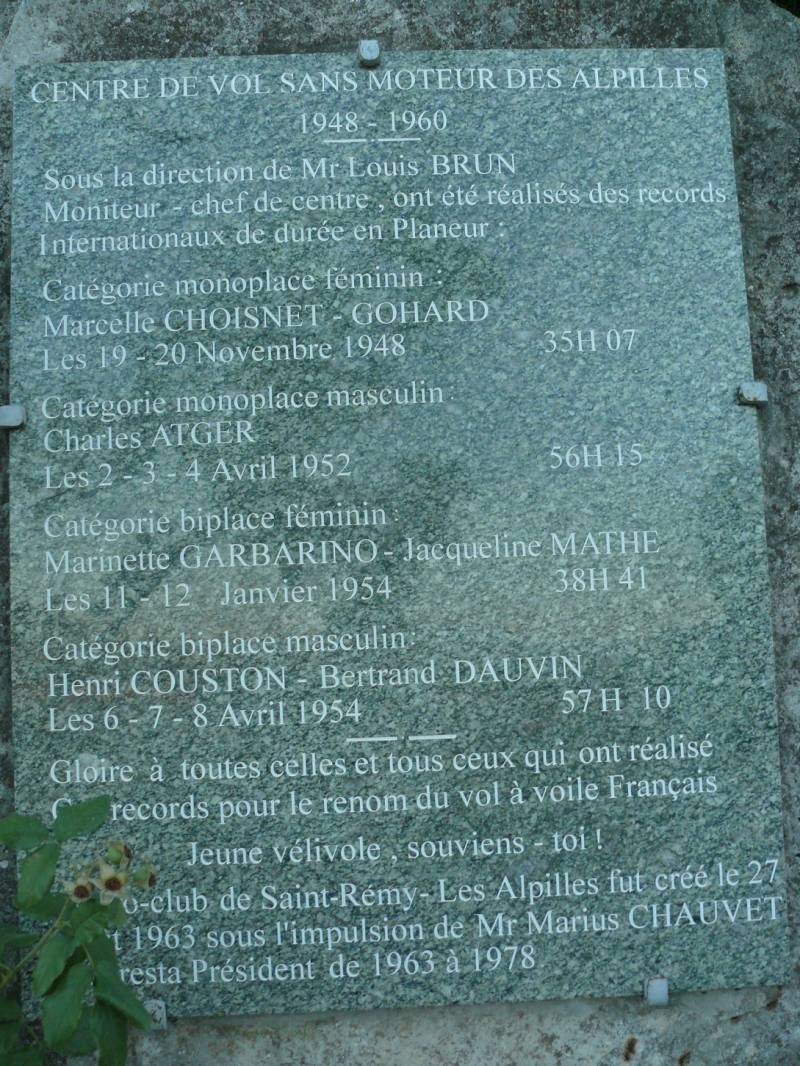 CENTRE DE VOL SANS MOTEUR DES ALPILLES
1948 - 1960
Sous la direction de Mr Louis BRUN
Moniteur - chef de centre , ont été réalisés des records
Internationaux de durée en Planeur :
Catégorie monoplace féminin :
Marcelle CHOISNET - GOHARD
Les 19 - 20 Novembre 1948 35H 07
Catégorie monoplace masculin :
Charles ATGER
Les 2 - 3 - 4 Avril 1952 56H 15
Catégorie biplace féminin :
Marinette GARBARINO - Jacqueline MATHE
Les 11 - 12 Janvier 1954 38H 41
Catégorie biplace masculin :
Henri COUSTON - Bertrand DAUVIN
Les 6 - 7 - 8 Avril 1954 57 H 10
Gloire à toutes celles et tous ceux qui ont réalisé
records pour le renom du vol à voile Français
Jeune vélivole , souviens - toi !
o-club de Saint-Rémy - Les Alpilles fut créé le 27
t 1963 sous l'impulsion de Mr Marius CHAUVET
resta Président de 1963 à 1978